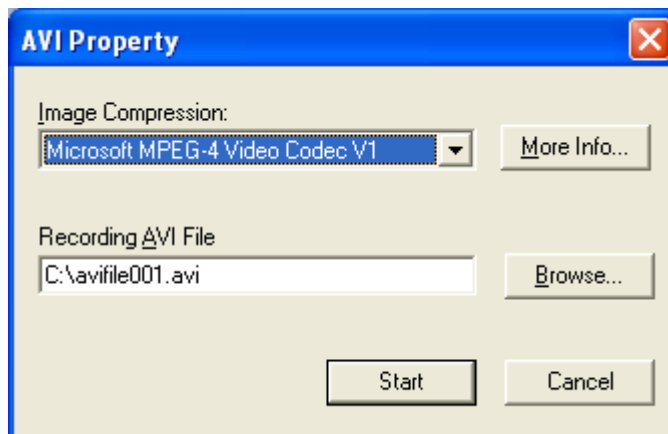 AVI Property
Image Compression:
Microsoft MPEG-4 Video Codec V1
More Info...
Recording AVI File
C:\avifile001.avi
Browse...
Start
Cancel